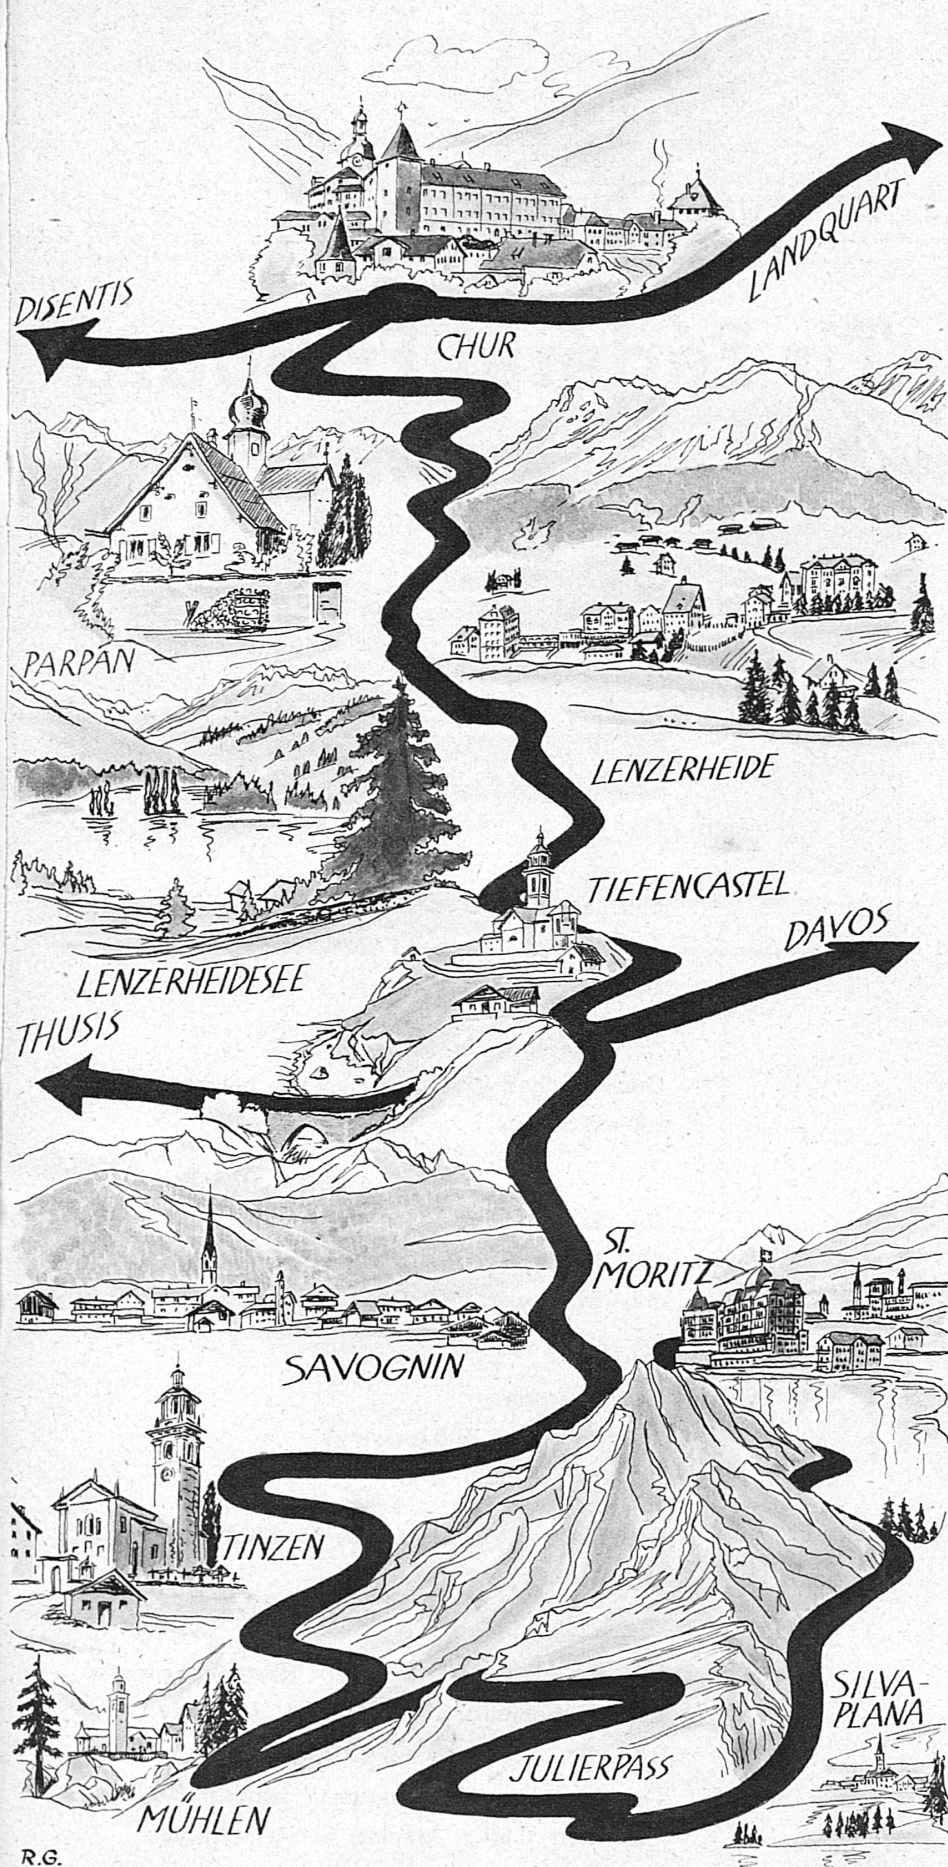 LANDQUART
DISENTIS
CHUR
PARPAN
LENZERHEIDE
TIEFENCASTEL
DAVOS
LENZERHEIDESEE
THUSIS
ST.
MORITZ
SAVOGNIN
TINZEN
SILVA-
PLANA
JULIERPASS
MÜHLEN
R.G.